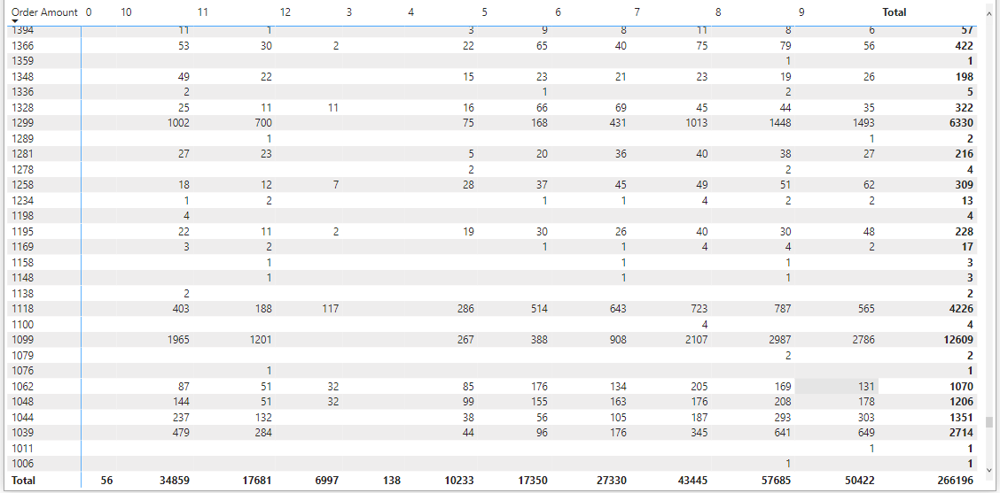 Order Amount 0 10 11 12 3 4 5 6 7 8 9 Total
1394 11 1 3 9 8 11 8 6 57
1366 53 30 2 22 65 40 75 79 56 422
1359 1 1
1348 49 22 15 23 21 23 19 26 198
1336 2 1 2 5
1328 25 11 11 16 66 69 45 44 35 322
1299 1002 700 75 168 431 1013 1448 1493 6330
1289 1 1 2
1281 27 23 5 20 36 40 38 27 216
1278 2 2 4
1258 18 12 7 28 37 45 49 51 62 309
1234 1 2 1 1 4 2 2 13
1198 4 4
1195 22 11 2 19 30 26 40 30 48 228
1169 3 2 1 1 4 4 2 17
1158 1 1 1 3
1148 1 1 1 3
1138 2 2
1118 403 188 117 286 514 643 723 787 565 4226
1100 4 4
1099 1965 1201 267 388 908 2107 2987 2786 12609
1079 2 2
1076 1 1
1062 87 51 32 85 176 134 205 169 131 1070
1048 144 51 32 99 155 163 176 208 178 1206
1044 237 132 38 56 105 187 293 303 1351
1039 479 284 44 96 176 345 641 649 2714
1011 1 1
1006 1 1
Total 56 34859 17681 6997 138 10233 17350 27330 43445 57685 50422 266196